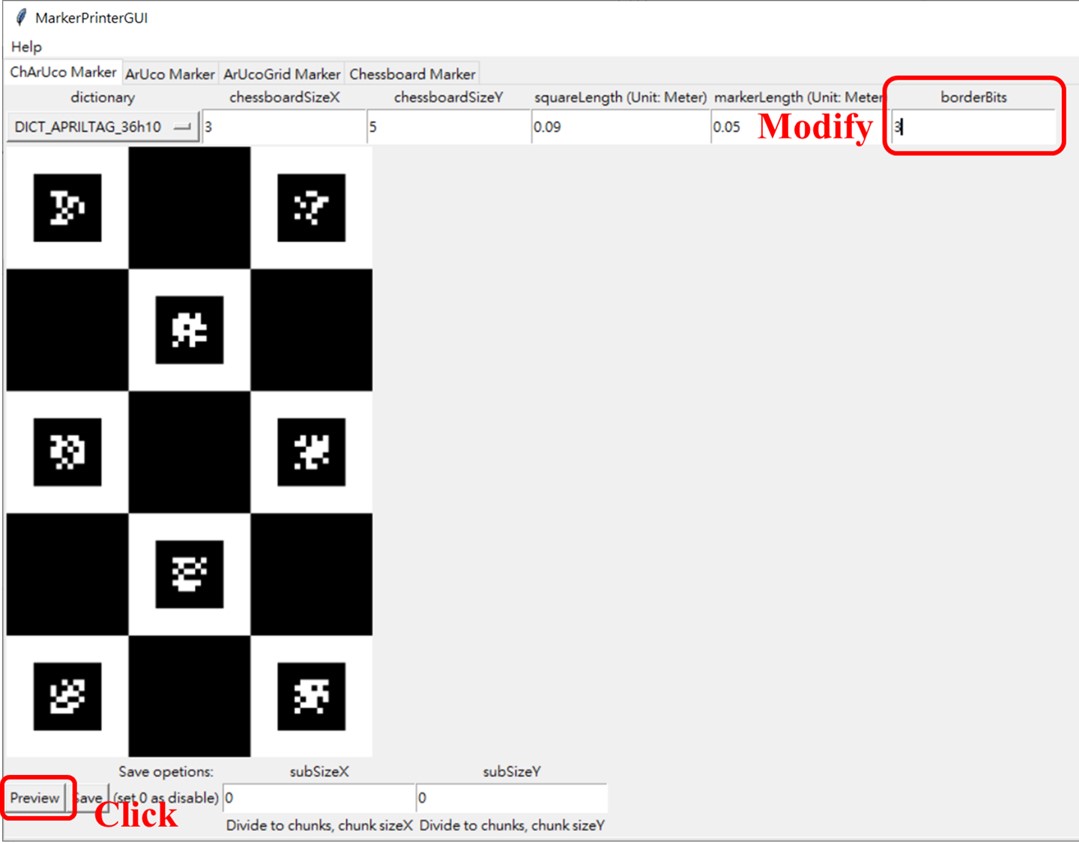 MarkerPrinterGUI
Help
ChArUco Marker ArUco Marker ArUcoGrid Marker Chessboard Marker
dictionary chessboardSizeX chessboardSizeY squareLength (Unit: Meter) markerLength (Unit: Meter borderBits
DICT_APRILTAG_36h10 3 5 0.09 0.05 Modify 3
Save opetions: subSizeX subSizeY
Preview Save (set 0 as disable) 0 0
Click
Divide to chunks, chunk sizeX Divide to chunks, chunk sizeY